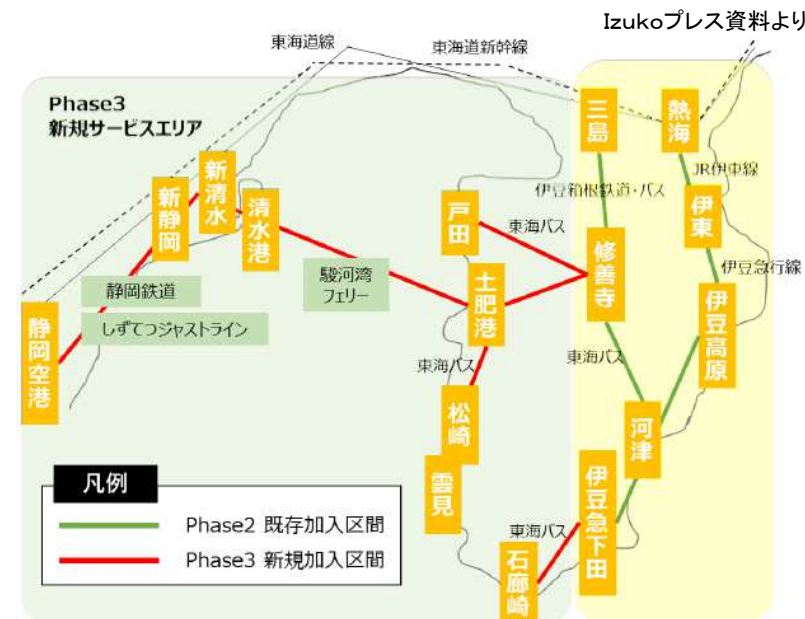 Izukoプレス資料より
東海道線
東海道新幹線
Phase3
新規サービスエリア
三島
熱海
JR伊東線
新清水
新静岡
清水港
伊豆箱根鉄道・バス
戸田
東海バス
伊東
修善寺
伊豆急行線
駿河湾
フェリー
土肥港
静岡鉄道
伊豆高原
しずてつジャストライン
静岡空港
東海バス
東海バス
松崎
河津
雲見
伊豆急下田
東海バス
石廊崎
凡例
Phase2 既存加入区間
Phase3 新規加入区間